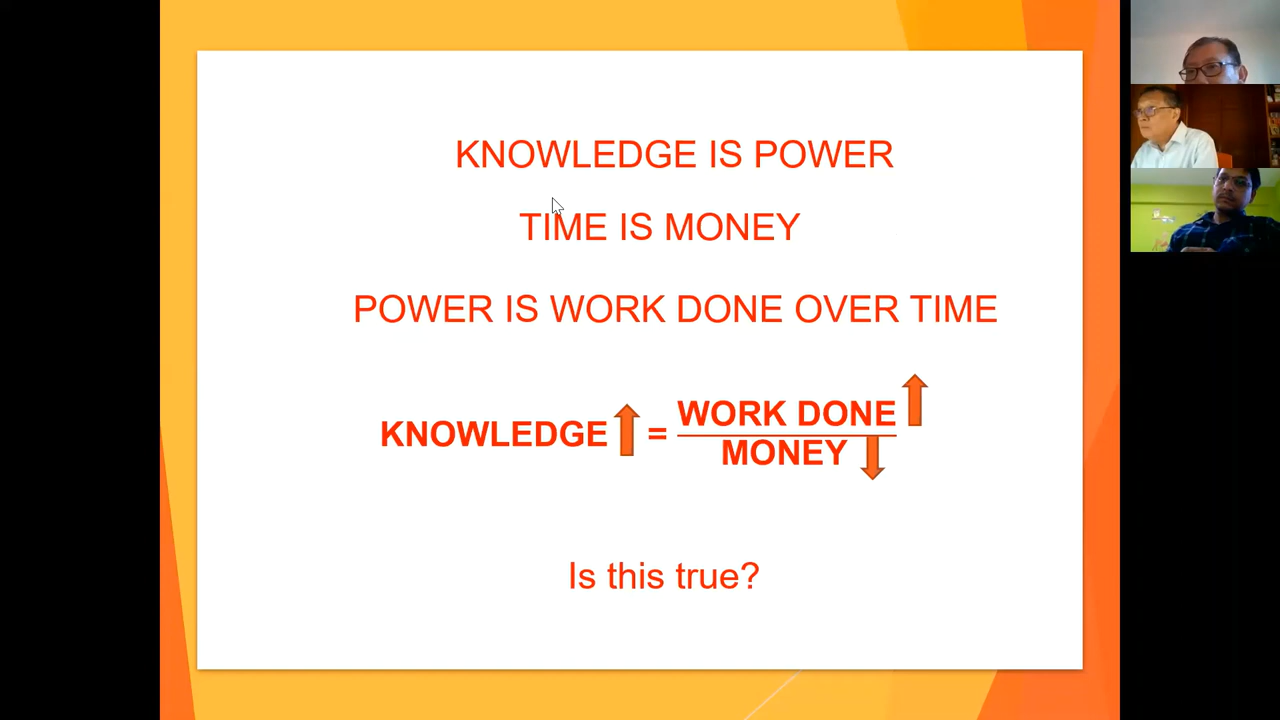 KNOWLEDGE IS POWER
TIME IS MONEY
POWER IS WORK DONE OVER TIME
KNOWLEDGE = WORK DONE
MONEY
Is this true?